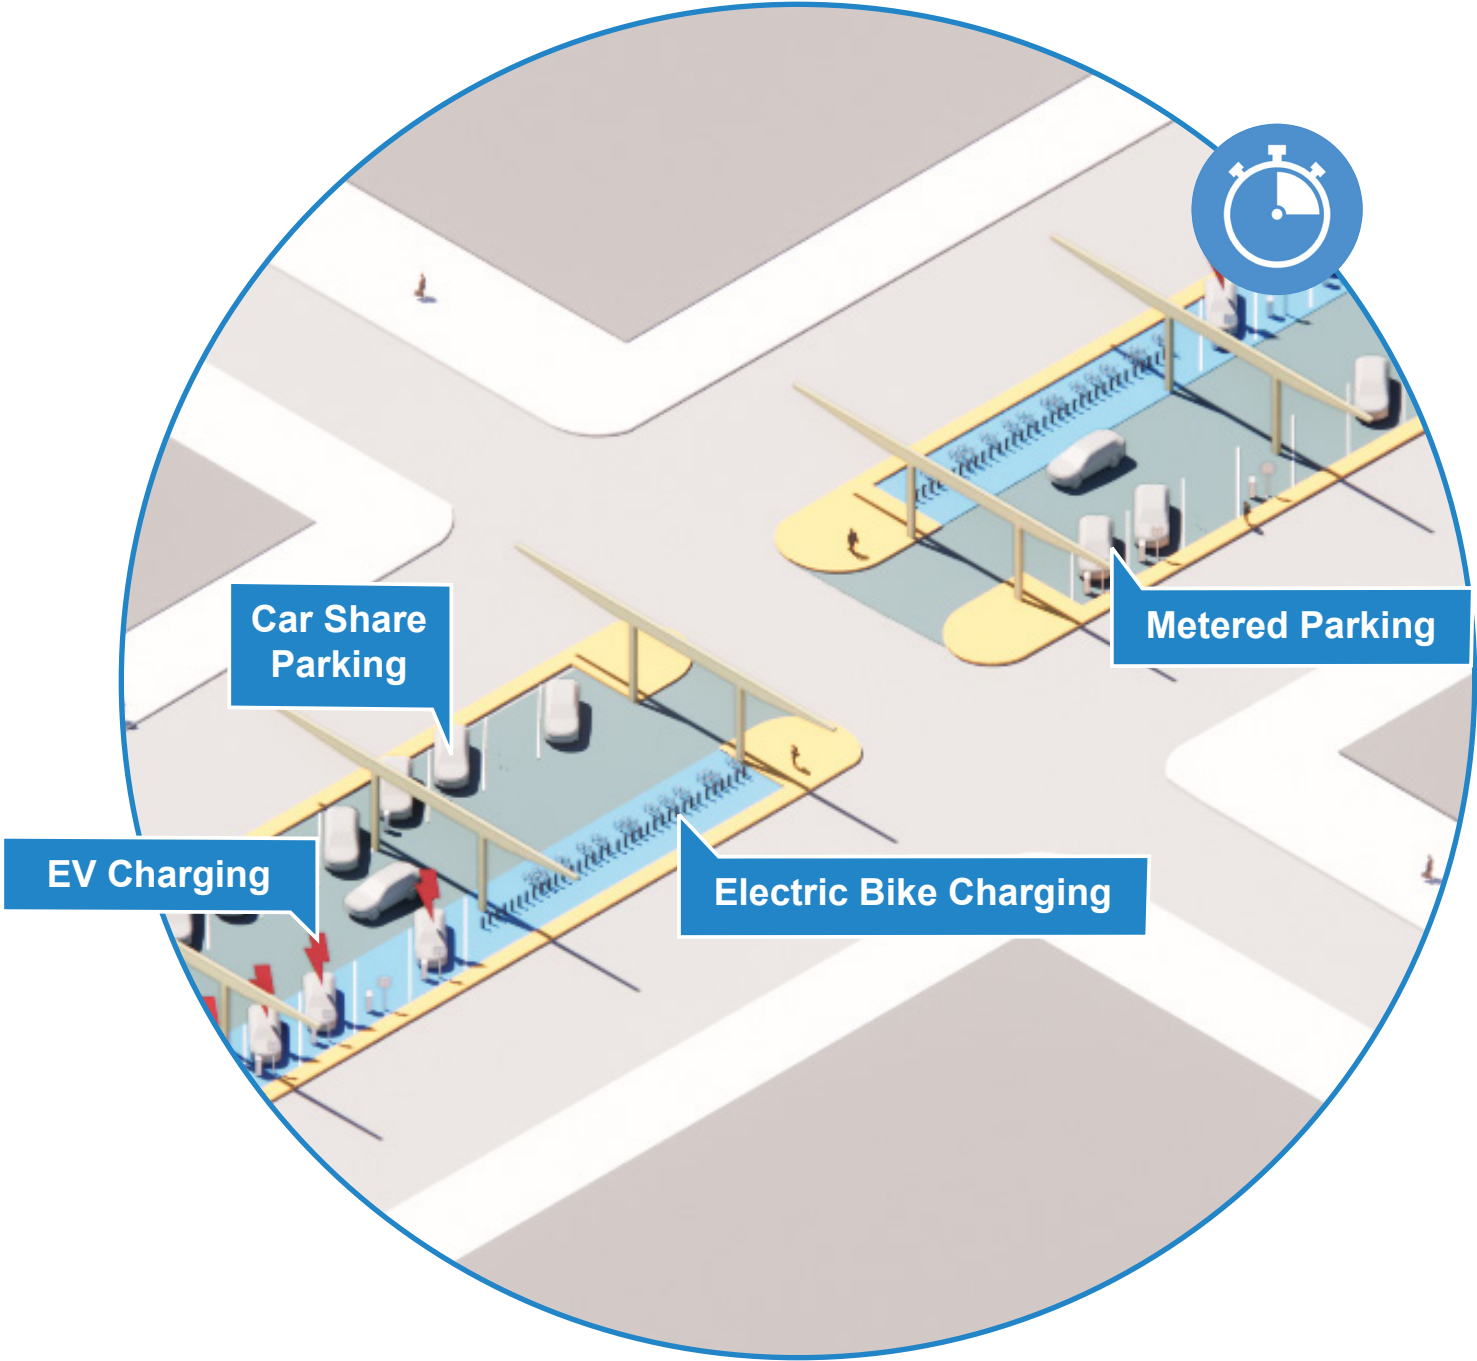 Car Share
Parking
Metered Parking
EV Charging
Electric Bike Charging